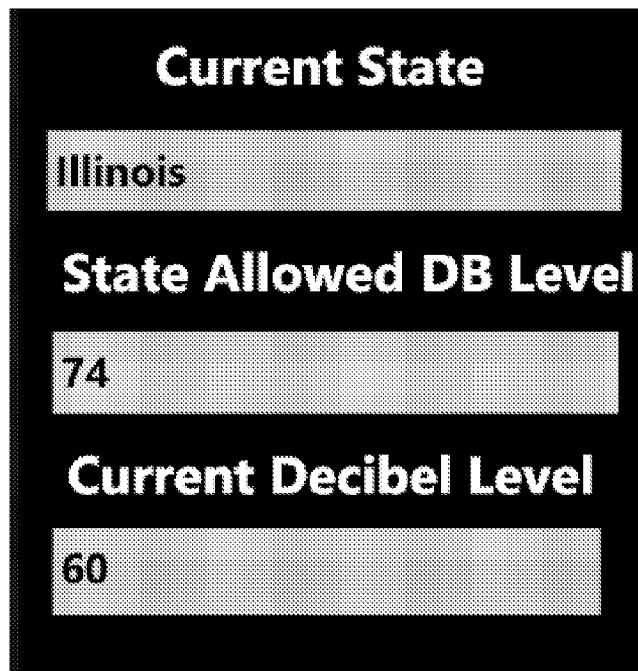 Current State
Illinois
State Allowed DB Level
74
Current Decibel Level
60